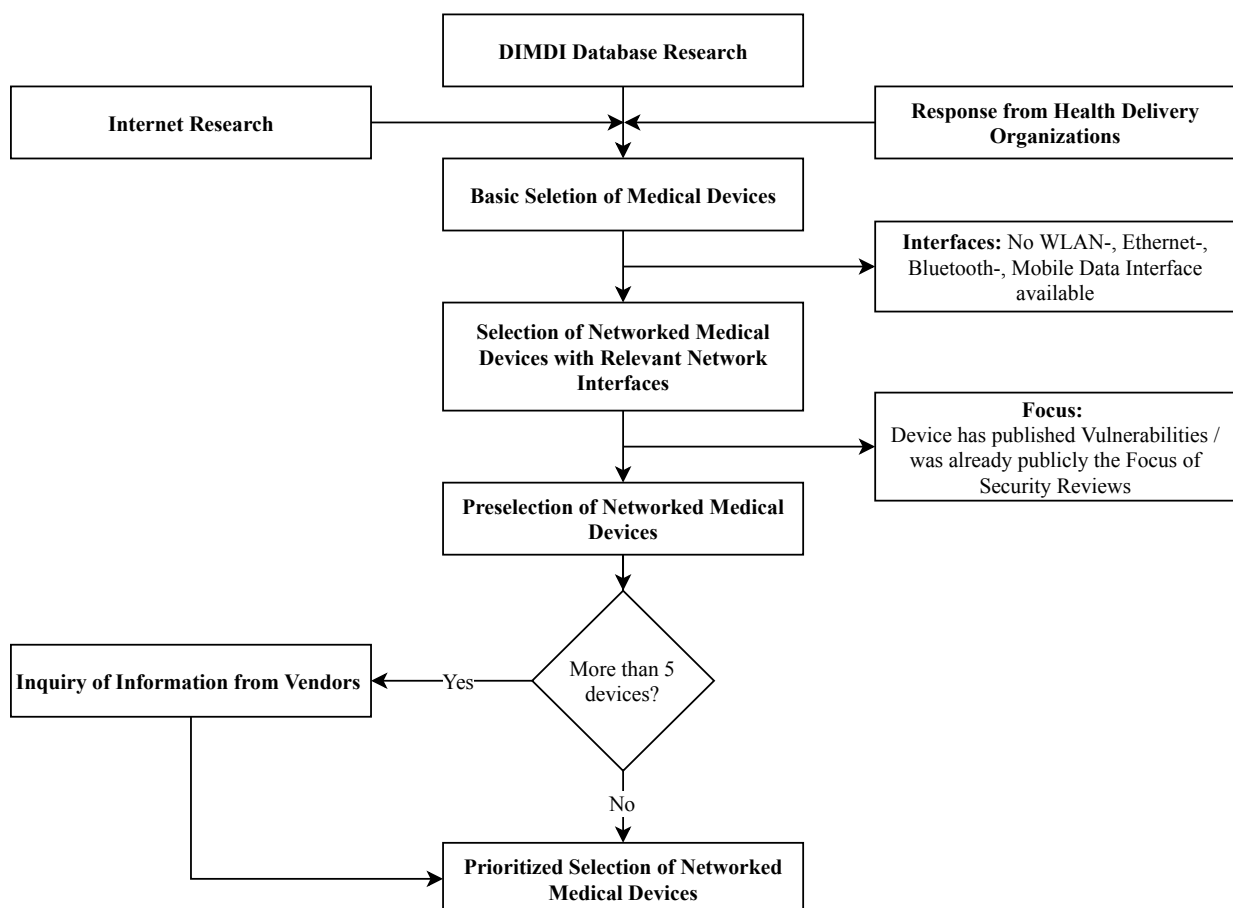 DIMDI Database Research
Internet Research
Response from Health Delivery
Organizations
Basic Seletion of Medical Devices
Interfaces: No WLAN-, Ethernet-,
Bluetooth-, Mobile Data Interface
available
Selection of Networked Medical
Devices with Relevant Network
Interfaces
Focus:
Device has published Vulnerabilities /
was already publicly the Focus of
Security Reviews
Preselection of Networked Medical
Devices
More than 5
devices?
Yes
Inquiry of Information from Vendors
No
Prioritized Selection of Networked
Medical Devices